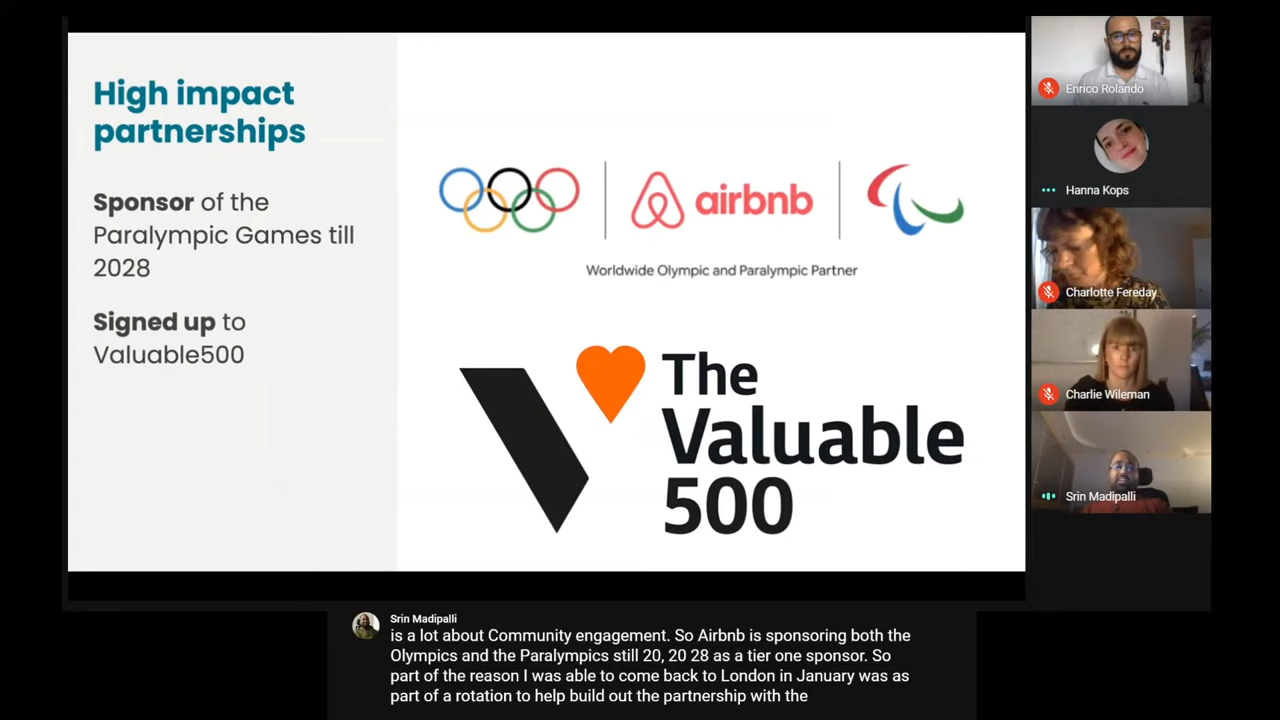 High impact
partnerships
Sponsor of the
Paralympic Games till
2028
Signed up to
Valuable500
airbnb
Worldwide Olympic and Paralympic Partner
The
Valuable
500
Enrico Rolando
Hanna Kops
Charlotte Fereday
Charlie Wileman
Srin Madipalli
Srin Madipalli
is a lot about Community engagement. So Airbnb is sponsoring both the
Olympics and the Paralympics still 20, 20 28 as a tier one sponsor. So
part of the reason I was able to come back to London in January was as
part of a rotation to help build out the partnership with the